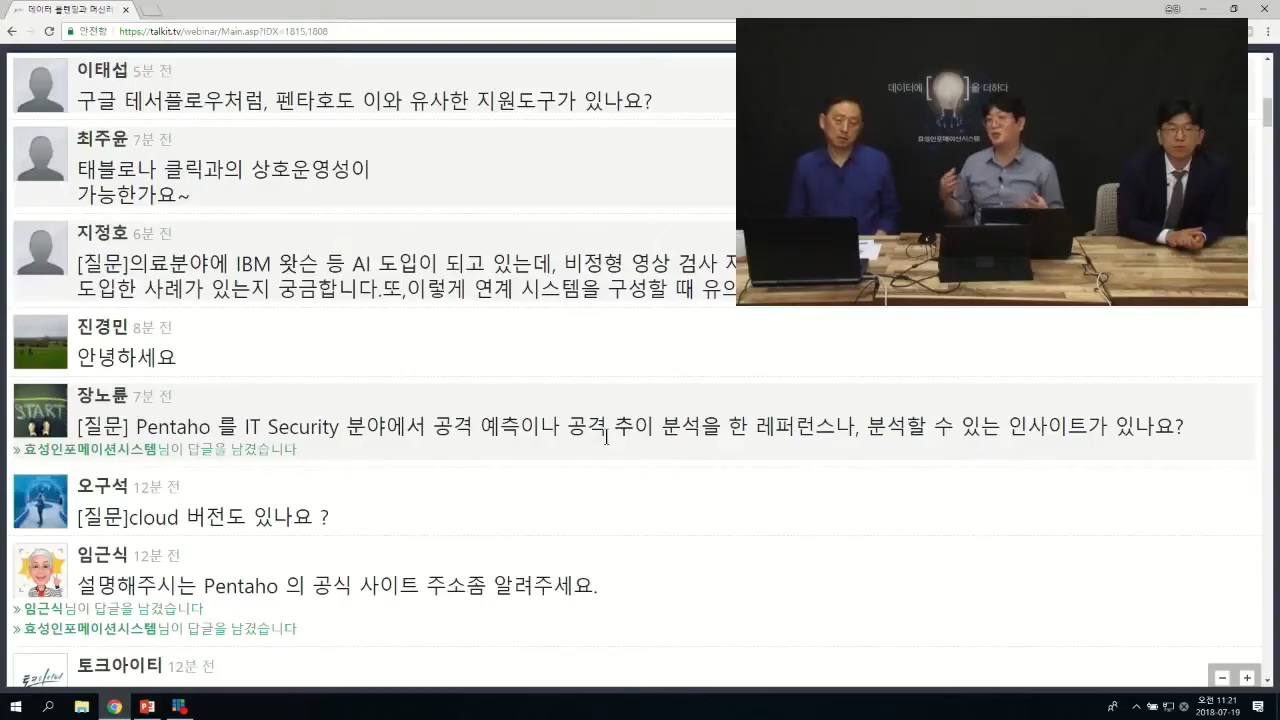 데이터 통합플랫폼과 최신
안전함 | https://talkit.tv/webinar/Main.asp?IDX=1815,1808
이태섭 5분 전
구글 테서플로우처럼, 펜타호도 이와 유사한 지원도구가 있나요?
최주윤 7분 전
태블로나 클릭과의 상호운영성이
가능한가요~
지정호 6분 전
[질문]의료분야에 IBM 왓슨 등 AI 도입이 되고 있는데, 비정형 영상 검사
도입한 사례가 있는지 궁금합니다.또,이렇게 연계 시스템을 구성할 때
진경민 8분 전
안녕하세요
장노륜 7분 전
[질문] Pentaho 를 IT Security 분야에서 공격 예측이나 공격 추이 분석을 한 레퍼런스나, 분석할 수 있는 인사이트가 있나요?
» 효성인포메이션시스템님이 답글을 남겼습니다
오구석 12분 전
[질문]cloud 버전도 있나요 ?
임근식 12분 전
설명해주시는 Pentaho 의 공식 사이트 주소좀 알려주세요.
» 임근식님이 답글을 남겼습니다
» 효성인포메이션시스템님이 답글을 남겼습니다
토크아이티 12분 전
데이터에 [ ] 을 더하다
효성인포메이션시스템
START
오전 11:21
2018-07-19